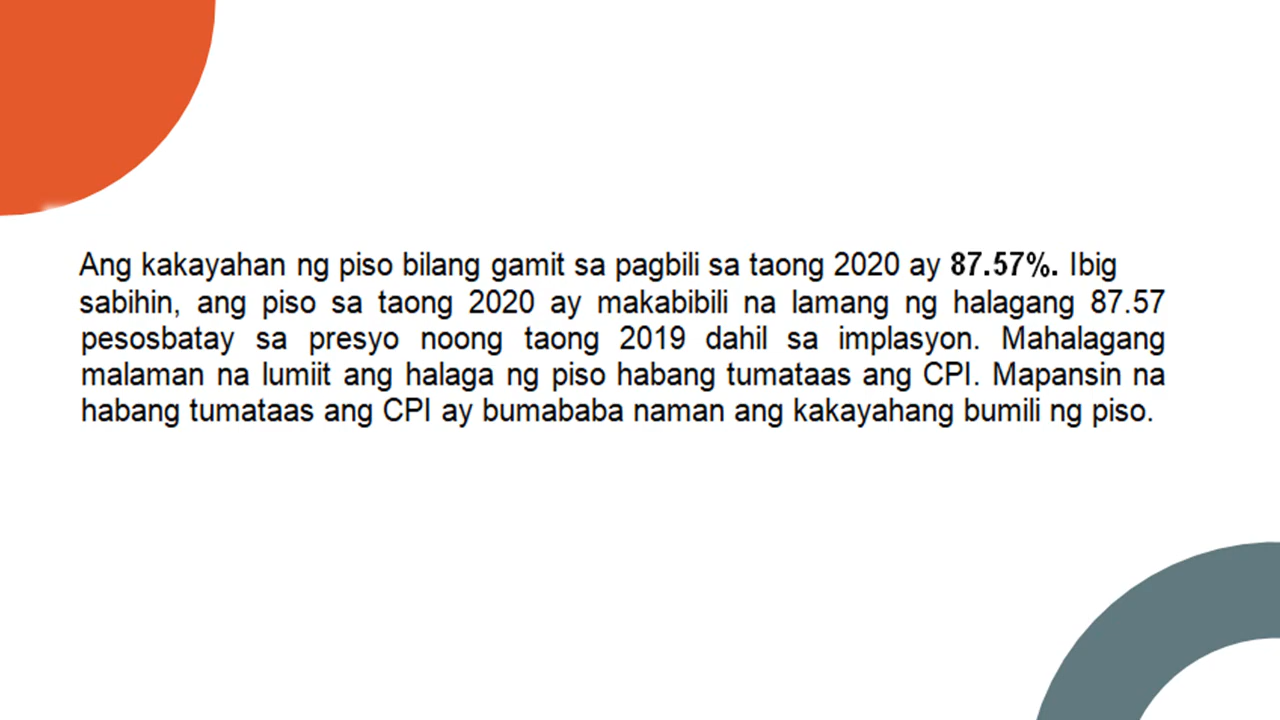 Ang kakayahan ng piso bilang gamit sa pagbili sa taong 2020 ay 87.57%. Ibig
sabihin, ang piso sa taong 2020 ay makabibili na lamang ng halagang 87.57
pesosbatay sa presyo noong taong 2019 dahil sa implasyon. Mahalagang
malaman na lumiit ang halaga ng piso habang tumataas ang CPI. Mapansin na
habang tumataas ang CPI ay bumababa naman ang kakayahang bumili ng piso.